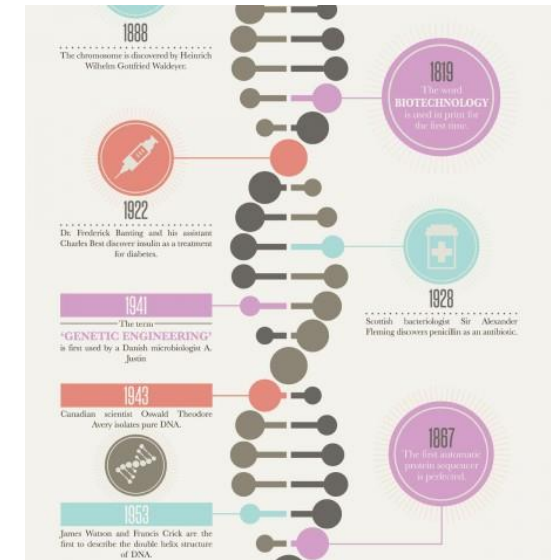 1888
The chromosome is discovered by Heinrich
Wilhelm Gottfried Waldeyer.
1819
The word
BIOTECHNOLOGY
is used in print for
the first time.
1922
Dr. Frederick Banting and his assistant
Charles Best discover insulin as a treatment
for diabetes.
1928
Scottish bacteriologist Sir Alexander
Fleming discovers penicillin as an antibiotic.
1941
The term
'GENETIC ENGINEERING'
is first used by a Danish microbiologist A.
Justin
1943
Canadian scientist Oswald Theodore
Avery isolates pure DNA.
1867
The first automatic
protein sequencer
is perfected.
1953
James Watson and Francis Crick are the
first to describe the double helix structure
of DNA.